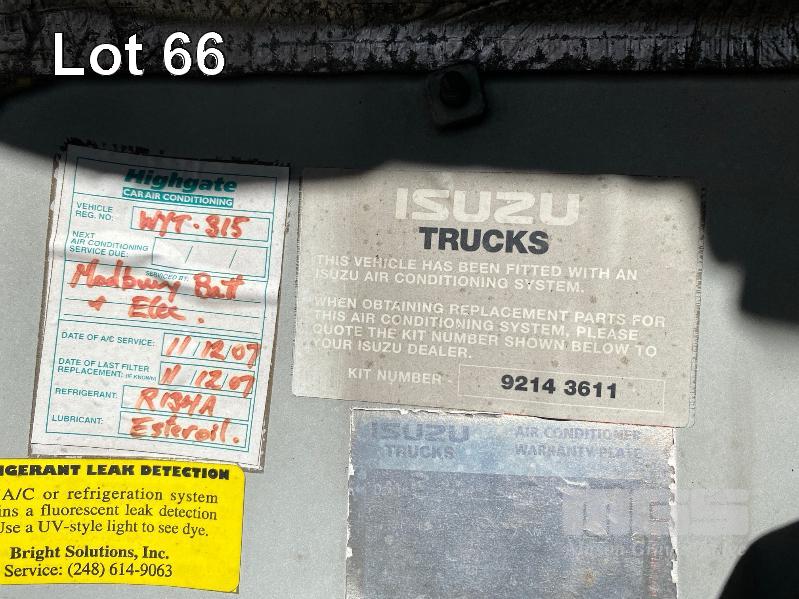 Lot 66
Highgate
CAR AIR CONDITIONING
VEHICLE
REG. NO: WYT·815
NEXT
AIR CONDITIONING
SERVICE DUE: / /
SERVICED BY:
Modbury Batt
+ Elec.
DATE OF A/C SERVICE: 11/12/07
DATE OF LAST FILTER
REPLACEMENT: (IF KNOWN) 11/12/07
REFRIGERANT: R134A
LUBRICANT: Esteroil.
IGERANT LEAK DETECTION
A/C or refrigeration system
ins a fluorescent leak detection
Use a UV-style light to see dye.
Bright Solutions, Inc.
Service: (248) 614-9063
ISUZU
TRUCKS
THIS VEHICLE HAS BEEN FITTED WITH AN
ISUZU AIR CONDITIONING SYSTEM.
WHEN OBTAINING REPLACEMENT PARTS FOR
THIS AIR CONDITIONING SYSTEM, PLEASE
QUOTE THE KIT NUMBER SHOWN BELOW TO
YOUR ISUZU DEALER.
KIT NUMBER 9214 3611
ISUZU AIR CONDITIONER
TRUCKS WARRANTY PLATE
MGS